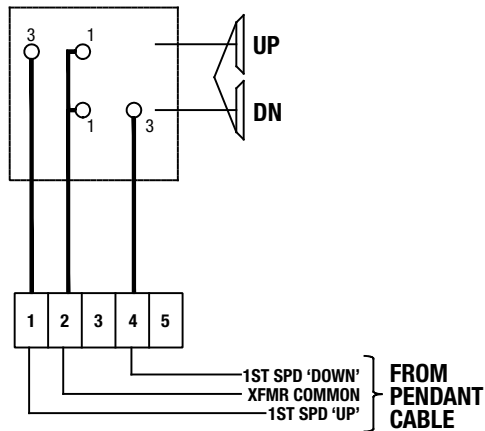 3 1 UP
1 3 DN
1 2 3 4 5
1ST SPD ‘DOWN’
XFMR COMMON
1ST SPD ‘UP’
FROM
PENDANT
CABLE